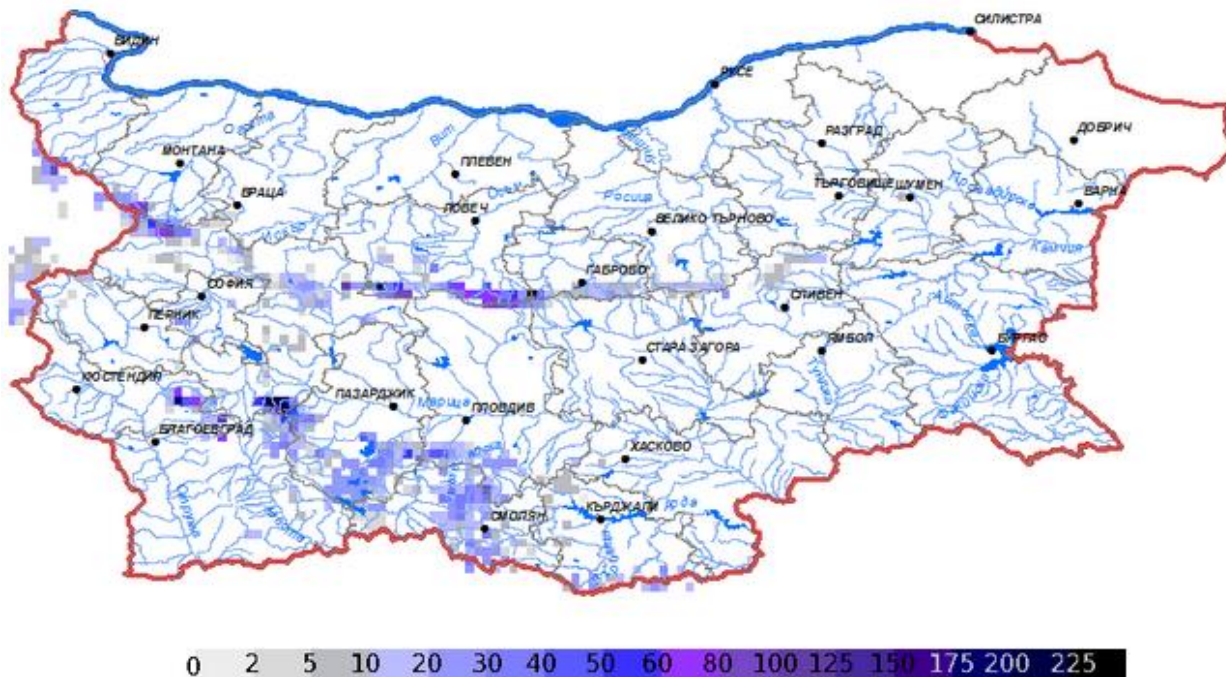 СИЛИСТРА
ВИДИН
РУСЕ
Огоста
Вит
РАЗГРАД
ДОБРИЧ
МОНТАНА
ПЛЕВЕН
ВРАЦА
ЛОВЕЧ
Росица
ТЪРГОВИЩЕ
ШУМЕН
ВАРНА
ВЕЛИКО ТЪРНОВО
Камчия
ГАБРОВО
СОФИЯ
СЛИВЕН
ПЕРНИК
СТАРА ЗАГОРА
ЯМБОЛ
БУРГАС
КЮСТЕНДИЛ
ПАЗАРДЖИК
Марица
ПЛОВДИВ
БЛАГОЕВГРАД
ХАСКОВО
СМОЛЯН
КЪРДЖАЛИ
0 2 5 10 20 30 40 50 60 80 100 125 150 175 200 225